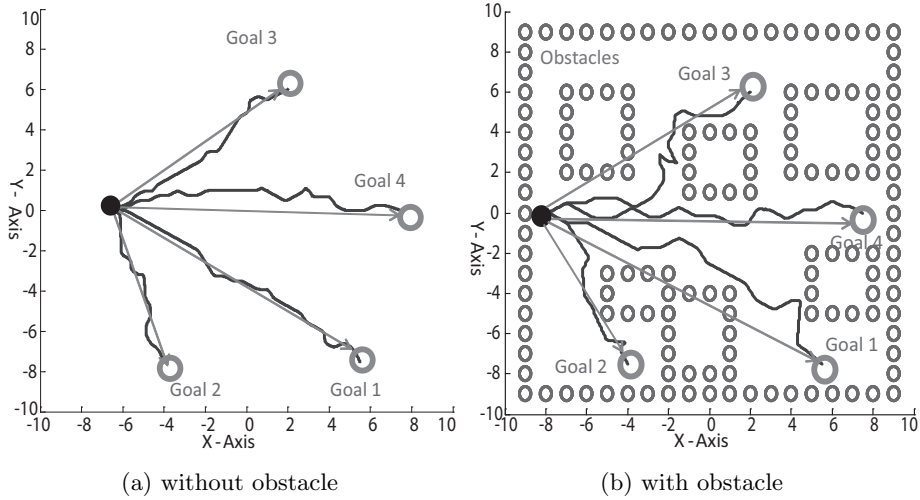 10
8
6
4
2
0
-2
-4
-6
-8
-10
Y - Axis
Goal 3
Goal 4
Goal 2
Goal 1
-10 -8 -6 -4 -2 0 2 4 6 8 10
X - Axis
(a) without obstacle
10
8
6
4
2
0
-2
-4
-6
-8
-10
Y - Axis
Obstacles
Goal 3
Goal 4
Goal 1
Goal 2
-10 -8 -6 -4 -2 0 2 4 6 8 10
X - Axis
(b) with obstacle